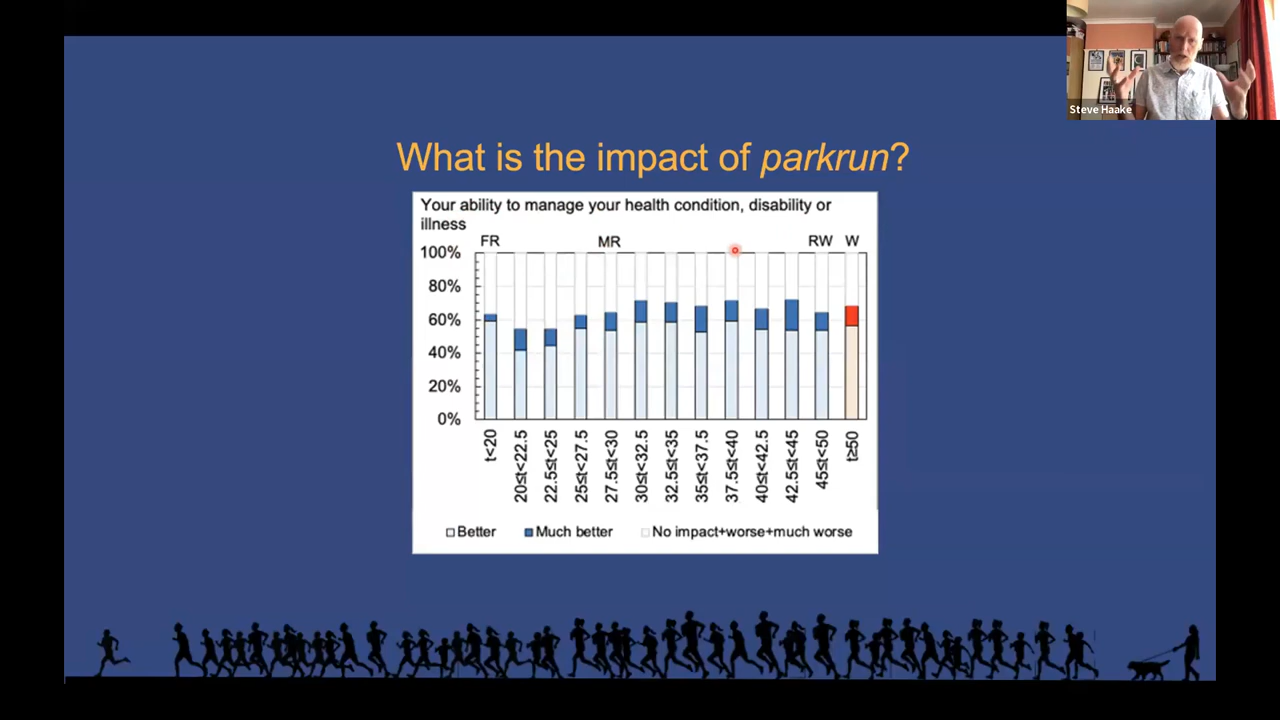 Steve Haake
What is the impact of parkrun?
Your ability to manage your health condition, disability or
illness
FR MR RW W
100%
80%
60%
40%
20%
0%
t<20
20≤t<22.5
22.5≤t<25
25≤t<27.5
27.5≤t<30
30≤t<32.5
32.5≤t<35
35≤t<37.5
37.5≤t<40
40≤t<42.5
42.5≤t<45
45≤t<50
t≥50
Better Much better No impact+worse+much worse